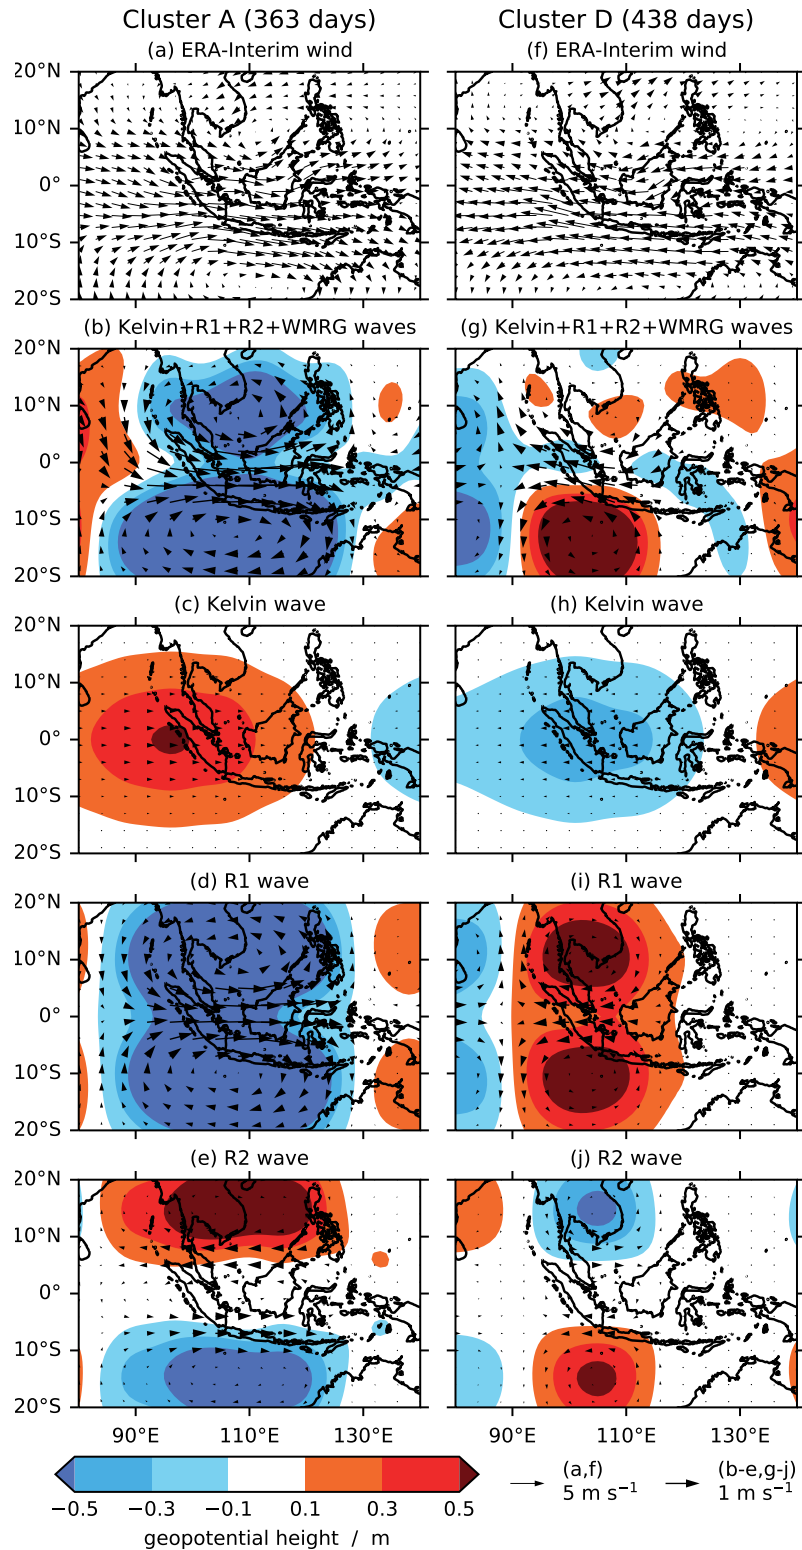 Cluster A (363 days)
Cluster D (438 days)
(a) ERA-Interim wind
(f) ERA-Interim wind
20°N
10°N
0°
10°S
20°S
(b) Kelvin+R1+R2+WMRG waves
(g) Kelvin+R1+R2+WMRG waves
20°N
10°N
0°
10°S
20°S
(c) Kelvin wave
(h) Kelvin wave
20°N
10°N
0°
10°S
20°S
(d) R1 wave
(i) R1 wave
20°N
10°N
0°
10°S
20°S
(e) R2 wave
(j) R2 wave
20°N
10°N
0°
10°S
20°S
90°E 110°E 130°E
90°E 110°E 130°E
−0.5 −0.3 −0.1 0.1 0.3 0.5
geopotential height / m
(a,f)
5 m s⁻¹
(b-e,g-j)
1 m s⁻¹